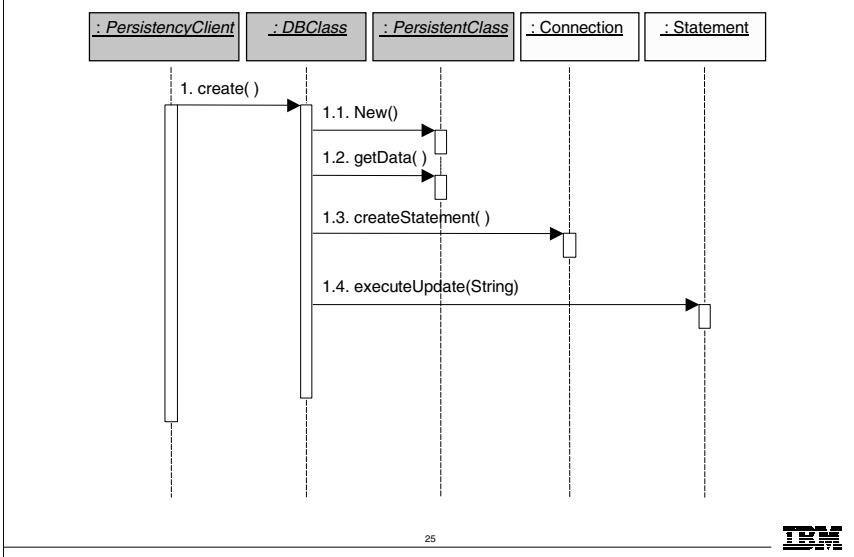 : PersistencyClient
: DBClass
: PersistentClass
: Connection
: Statement
1. create( )
1.1. New()
1.2. getData( )
1.3. createStatement( )
1.4. executeUpdate(String)
25
IBM